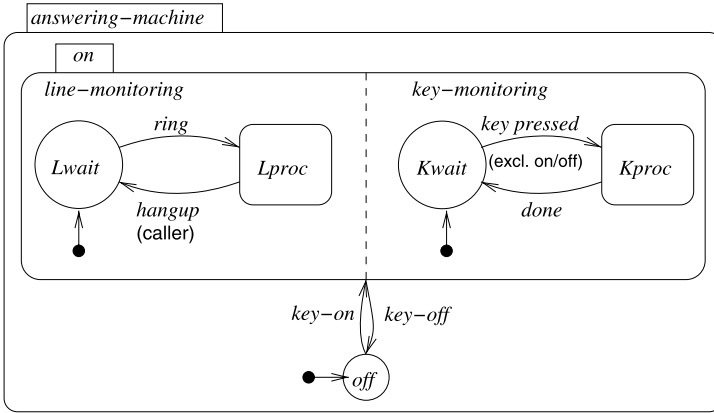 answering−machine
on
line−monitoring
key−monitoring
ring
key pressed
Lwait
Lproc
Kwait
(excl. on/off)
Kproc
hangup
(caller)
done
key−on
key−off
off